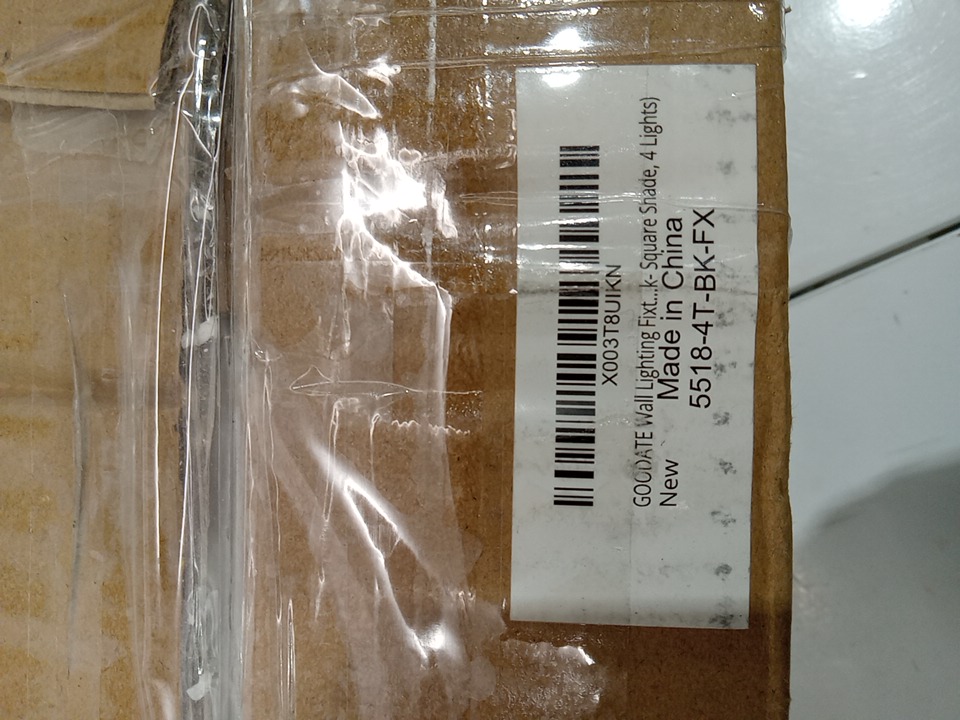 X003T8UIKN
GOODATE Wall Lighting Fixt...k- Square Shade, 4 Lights)
New
Made in China
5518-4T-BK-FX